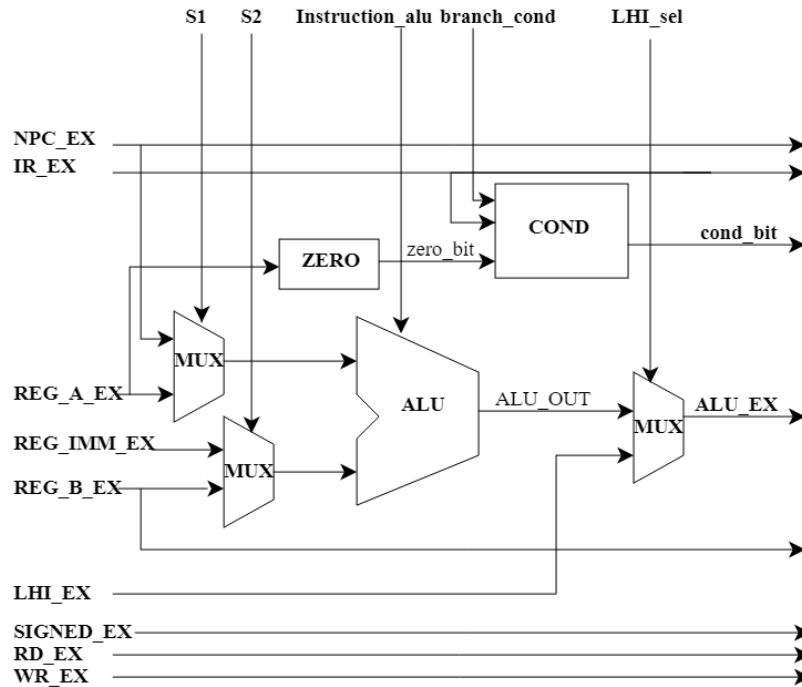 S1 S2 Instruction_alu branch_cond LHI_sel
NPC_EX
IR_EX
COND
cond_bit
ZERO
zero_bit
MUX
REG_A_EX
ALU
ALU_OUT
ALU_EX
MUX
REG_IMM_EX
MUX
REG_B_EX
LHI_EX
SIGNED_EX
RD_EX
WR_EX